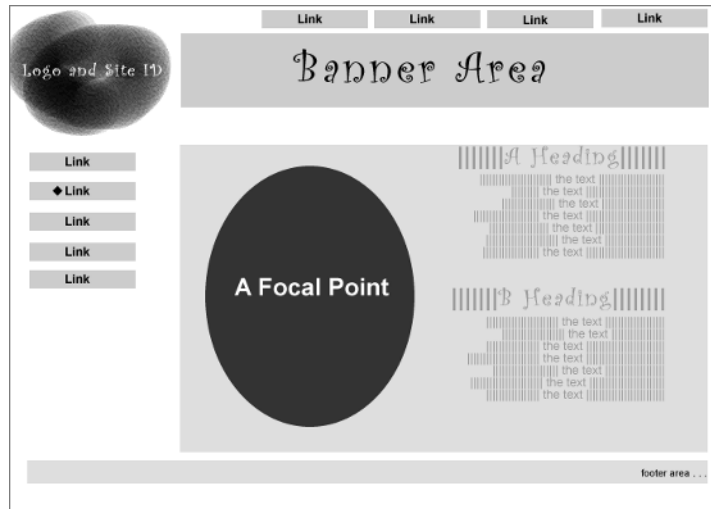 Link Link Link Link
Logo and Site ID
Banner Area
Link
◆Link
Link
Link
Link
A Focal Point
A Heading
the text
the text
the text
the text
the text
the text
the text
B Heading
the text
the text
the text
the text
the text
the text
the text
footer area . . .